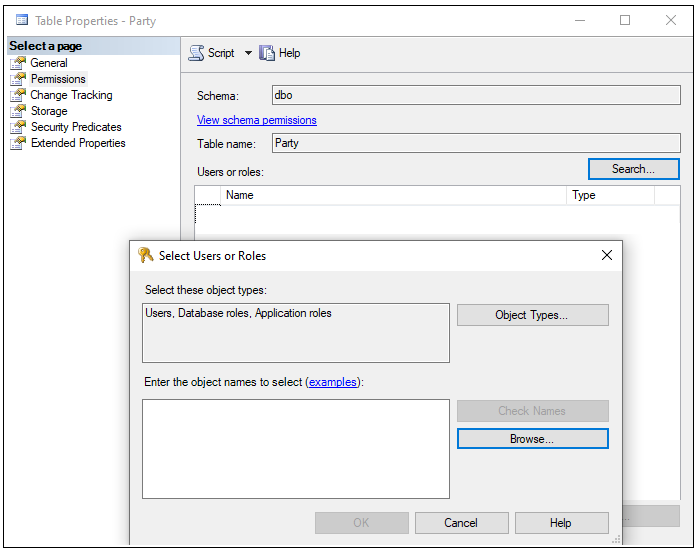 Table Properties - Party
Select a page
General
Permissions
Change Tracking
Storage
Security Predicates
Extended Properties
Script
Help
Schema: dbo
View schema permissions
Table name: Party
Users or roles:
Search...
Name Type
Select Users or Roles
Select these object types:
Users, Database roles, Application roles
Object Types...
Enter the object names to select (examples):
Check Names
Browse...
OK Cancel Help